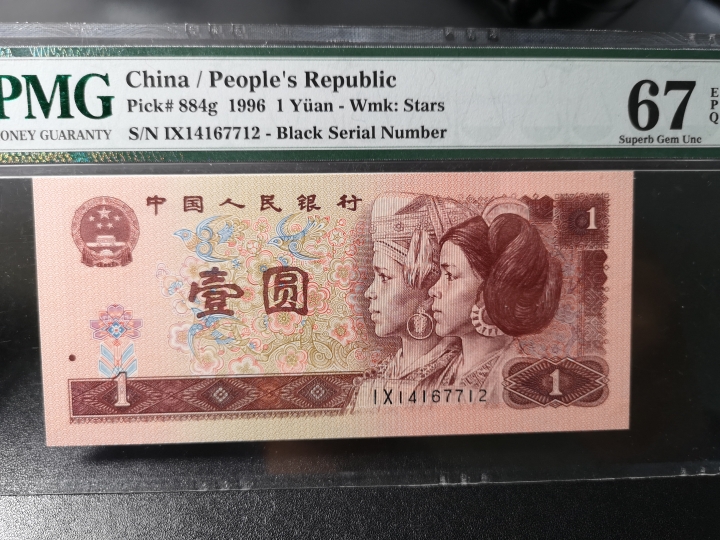 PMG
MONEY GUARANTY
China / People's Republic
Pick# 884g 1996 1 Yüan - Wmk: Stars
S/N IX14167712 - Black Serial Number
67
Superb Gem Unc
E
P
Q
中国人民银行
1
壹圆
1
IX14167712
1